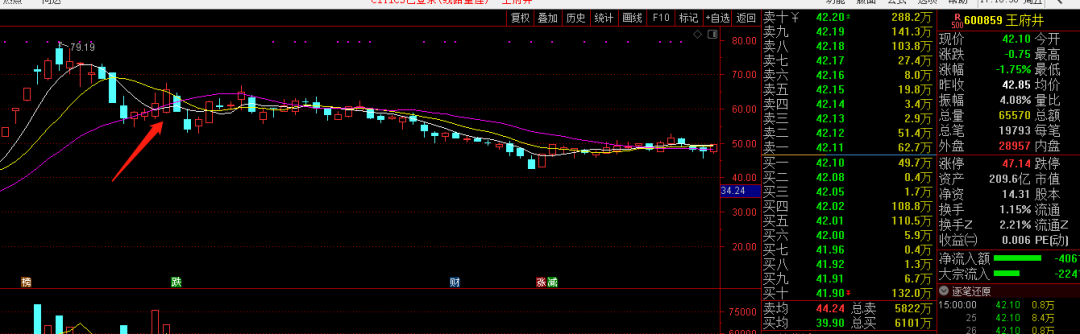 复权 叠加 历史 统计 画线 F10 标记 +自选 返回
79.19
80.00
70.00
60.00
50.00
40.00
34.24
30.00
20.00
榜 跌 财 涨 减
75000
60000
卖十 42.20 288.2万
卖九 42.19 141.3万
卖八 42.18 103.8万
卖七 42.17 27.4万
卖六 42.16 8.0万
卖五 42.15 19.8万
卖四 42.14 3.4万
卖三 42.13 2.9万
卖二 42.12 51.4万
卖一 42.11 62.7万
买一 42.10 49.7万
买二 42.08 0.4万
买三 42.05 1.7万
买四 42.02 108.8万
买五 42.01 110.5万
买六 42.00 5.9万
买七 41.96 0.4万
买八 41.92 1.3万
买九 41.91 6.7万
买十 41.90 132.0万
卖均 44.24 总卖 5822万
买均 39.90 总买 6101万
R 500 600859 王府井
现价 42.10 今开
涨跌 -0.75 最高
涨幅 -1.75% 最低
昨收 42.85 均价
振幅 4.08% 量比
总量 65570 总额
总笔 19793 每笔
外盘 28957 内盘
涨停 47.14 跌停
资产 209.6亿 市值
净资 14.31 股本
换手 1.15% 流通
换手Z 2.21% 流通Z
收益㈠ 0.006 PE(动)
净流入额 -406
大宗流入 -224
逐笔还原
15:00:00 42.10 0.8万
25 42.10 8.4万
26 42.10 0.8万